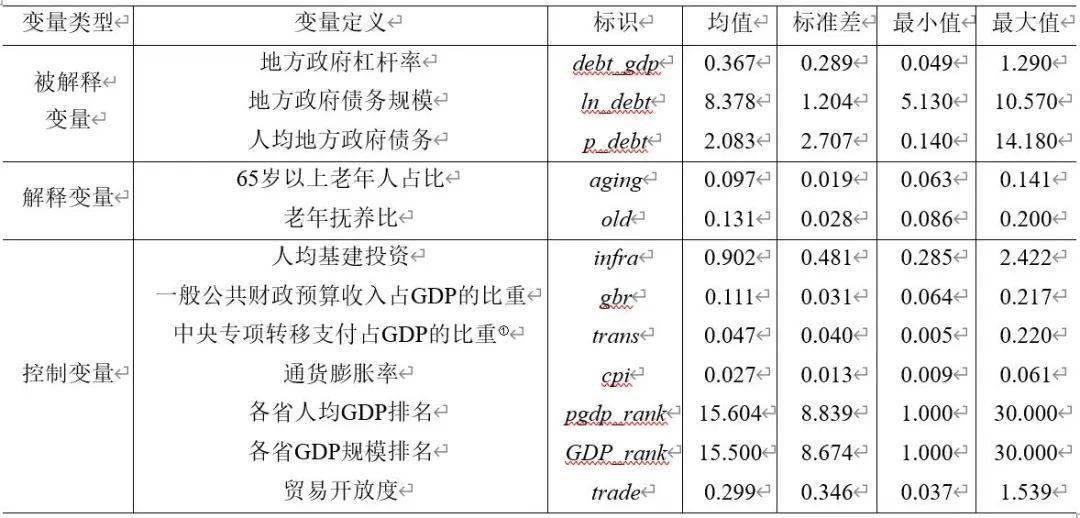 变量类型 变量定义 标识 均值 标准差 最小值 最大值
被解释变量 地方政府杠杆率 debt_gdp 0.367 0.289 0.049 1.290
地方政府债务规模 ln_debt 8.378 1.204 5.130 10.570
人均地方政府债务 p_debt 2.083 2.707 0.140 14.180
解释变量 65岁以上老年人占比 aging 0.097 0.019 0.063 0.141
老年抚养比 old 0.131 0.028 0.086 0.200
控制变量 人均基建投资 infra 0.902 0.481 0.285 2.422
一般公共财政预算收入占GDP的比重 gbr 0.111 0.031 0.064 0.217
中央专项转移支付占GDP的比重① trans 0.047 0.040 0.005 0.220
通货膨胀率 cpi 0.027 0.013 0.009 0.061
各省人均GDP排名 pgdp_rank 15.604 8.839 1.000 30.000
各省GDP规模排名 GDP_rank 15.500 8.674 1.000 30.000
贸易开放度 trade 0.299 0.346 0.037 1.539